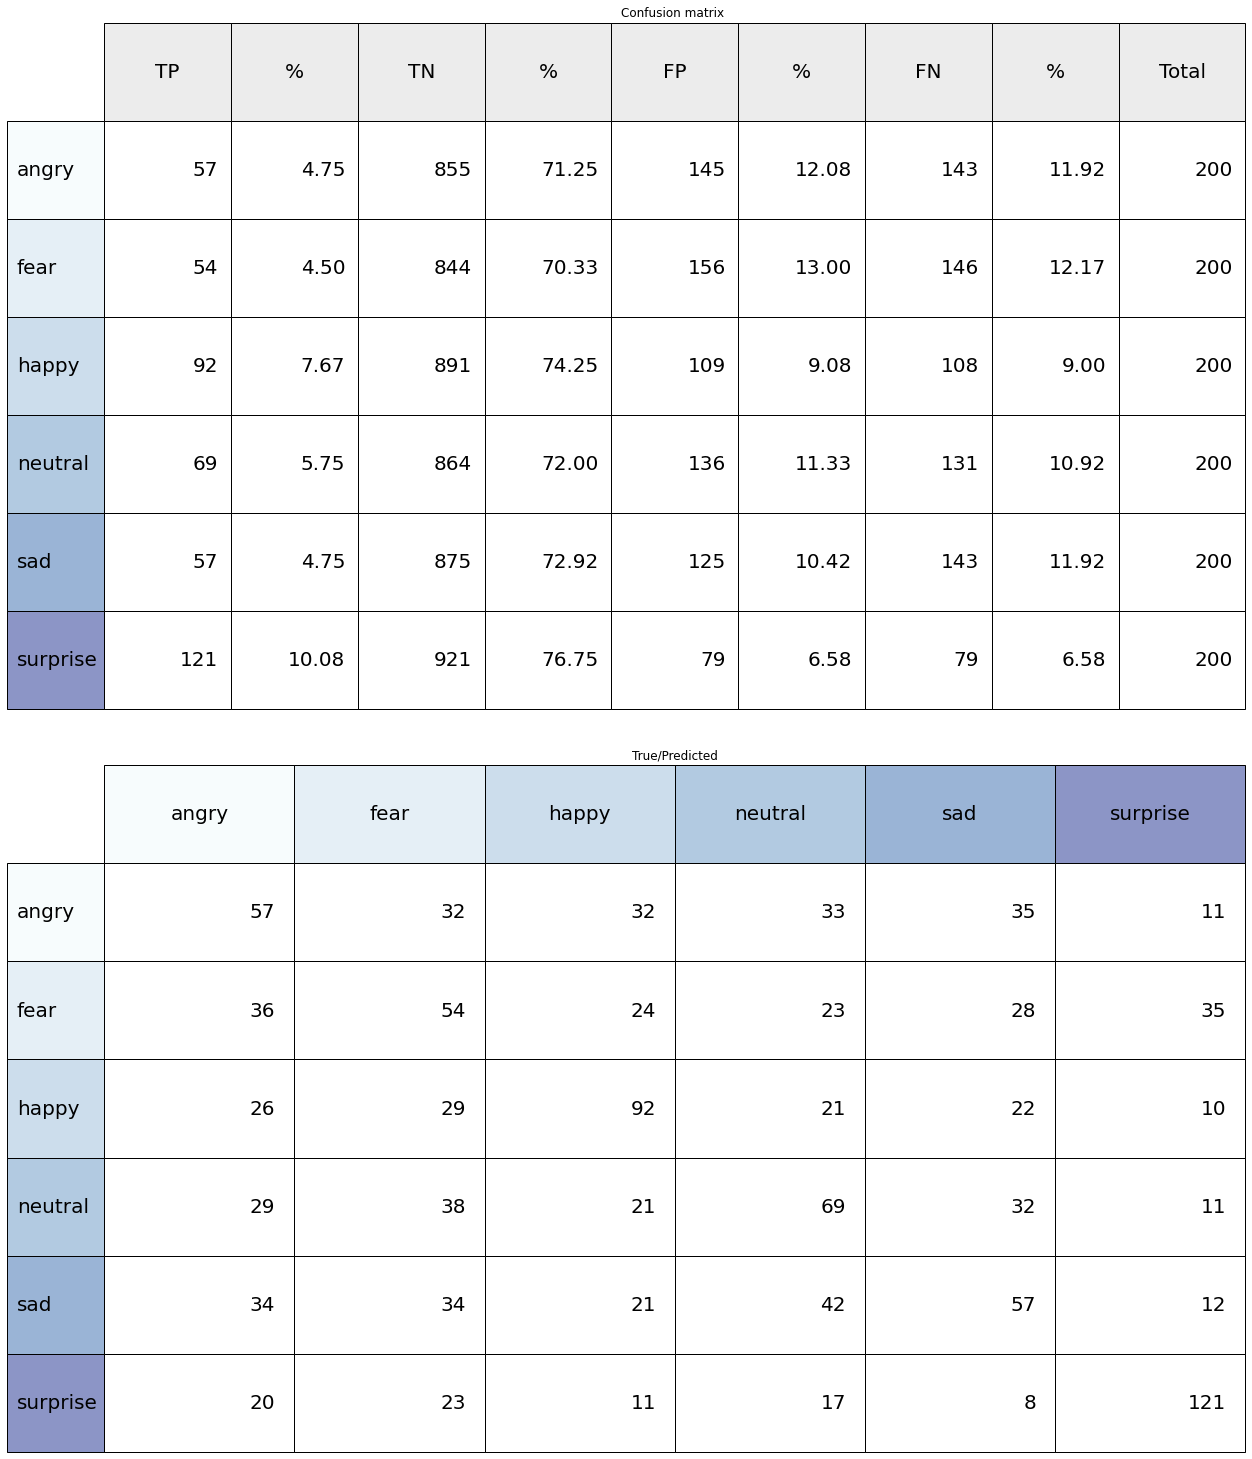 Confusion matrix
TP % TN % FP % FN % Total
angry 57 4.75 855 71.25 145 12.08 143 11.92 200
fear 54 4.50 844 70.33 156 13.00 146 12.17 200
happy 92 7.67 891 74.25 109 9.08 108 9.00 200
neutral 69 5.75 864 72.00 136 11.33 131 10.92 200
sad 57 4.75 875 72.92 125 10.42 143 11.92 200
surprise 121 10.08 921 76.75 79 6.58 79 6.58 200
True/Predicted
angry fear happy neutral sad surprise
angry 57 32 32 33 35 11
fear 36 54 24 23 28 35
happy 26 29 92 21 22 10
neutral 29 38 21 69 32 11
sad 34 34 21 42 57 12
surprise 20 23 11 17 8 121